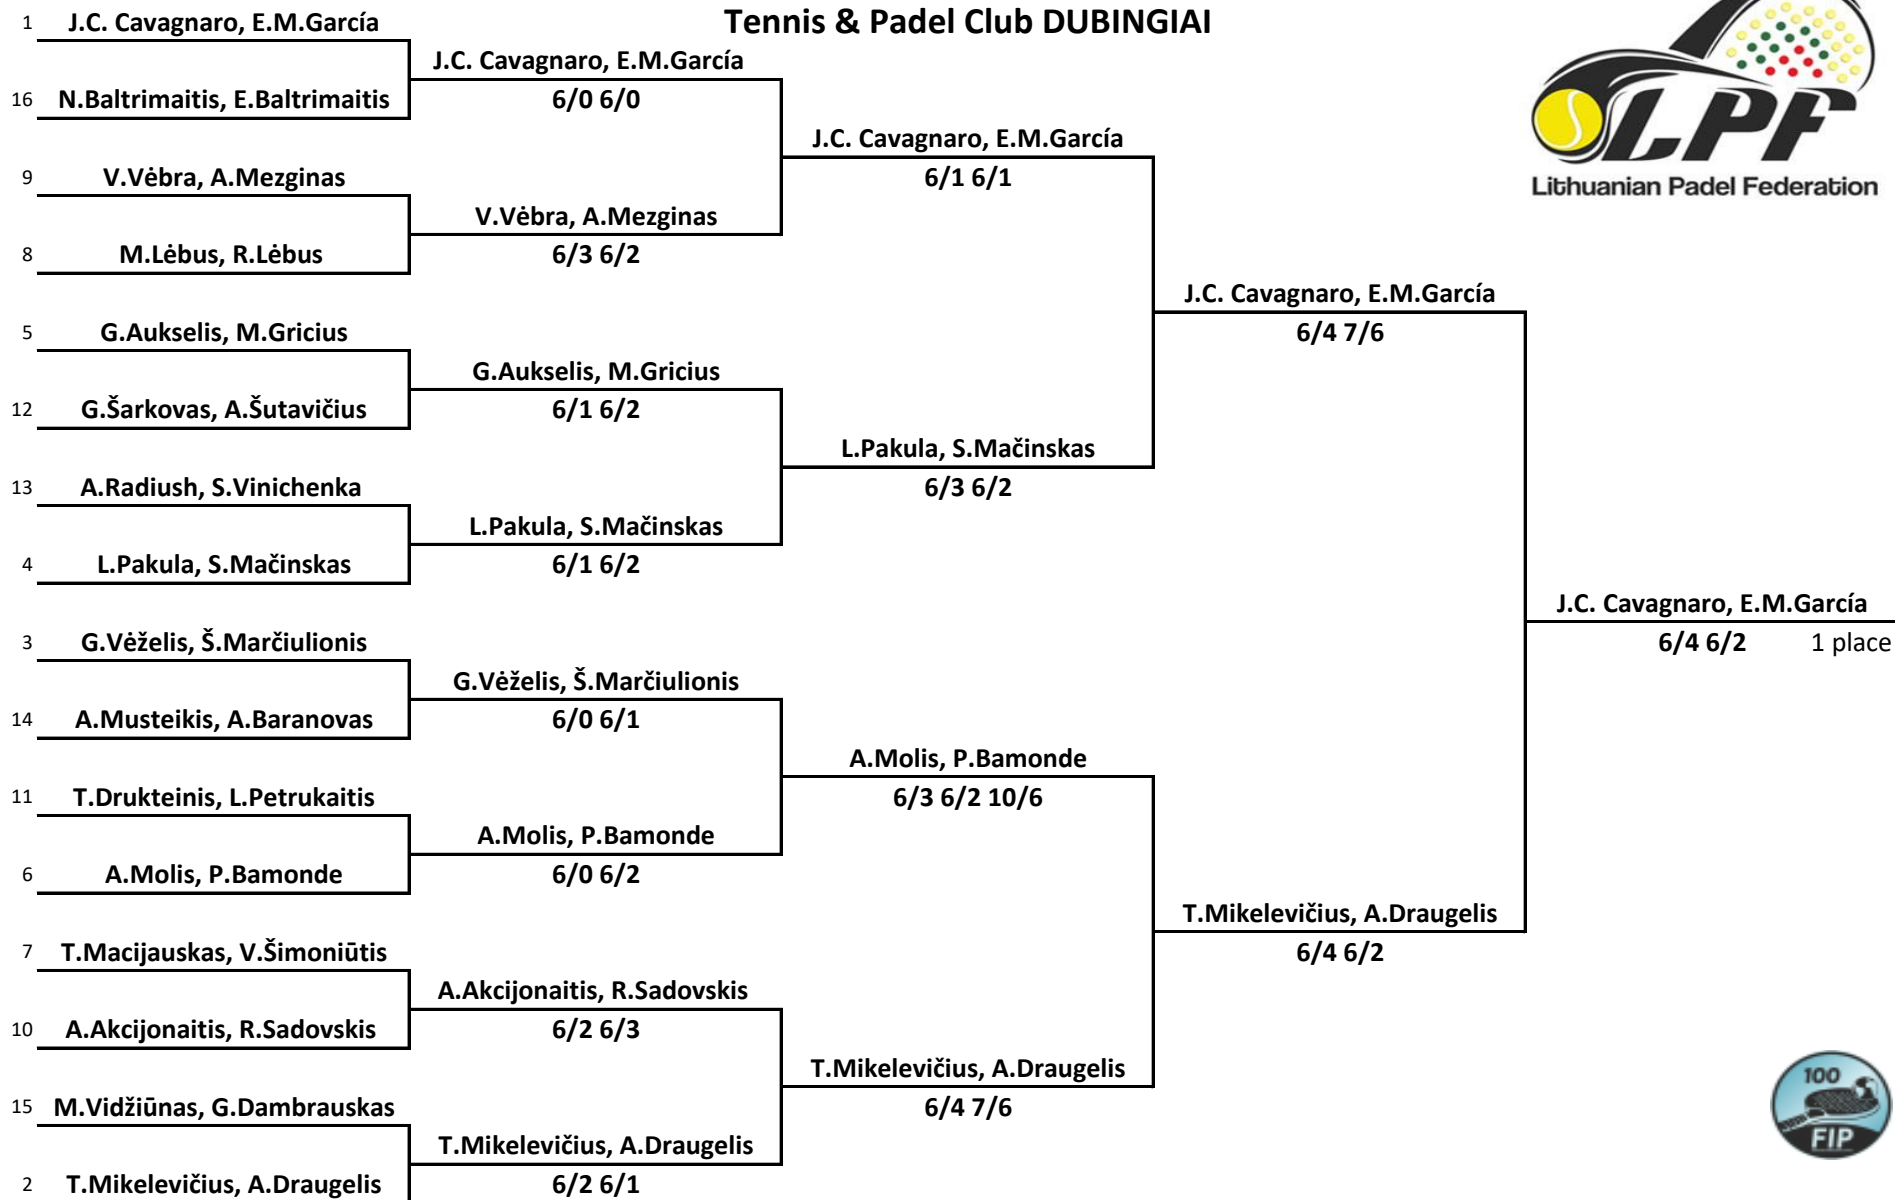 Tennis & Padel Club DUBINGIAI
1 J.C. Cavagnaro, E.M.García
J.C. Cavagnaro, E.M.García
16 N.Baltrimaitis, E.Baltrimaitis
6/0 6/0
J.C. Cavagnaro, E.M.García
9 V.Vėbra, A.Mezginas
6/1 6/1
LPF
Lithuanian Padel Federation
V.Vėbra, A.Mezginas
8 M.Lėbus, R.Lėbus
6/3 6/2
J.C. Cavagnaro, E.M.García
5 G.Aukselis, M.Gricius
6/4 7/6
G.Aukselis, M.Gricius
12 G.Šarkovas, A.Šutavičius
6/1 6/2
L.Pakula, S.Mačinskas
13 A.Radiush, S.Vinichenka
6/3 6/2
L.Pakula, S.Mačinskas
4 L.Pakula, S.Mačinskas
6/1 6/2
J.C. Cavagnaro, E.M.García
3 G.Vėželis, Š.Marčiulionis
6/4 6/2 1 place
G.Vėželis, Š.Marčiulionis
14 A.Musteikis, A.Baranovas
6/0 6/1
A.Molis, P.Bamonde
11 T.Drukteinis, L.Petrukaitis
6/3 6/2 10/6
A.Molis, P.Bamonde
6 A.Molis, P.Bamonde
6/0 6/2
T.Mikelevičius, A.Draugelis
7 T.Macijauskas, V.Šimoniūtis
6/4 6/2
A.Akcijonaitis, R.Sadovskis
10 A.Akcijonaitis, R.Sadovskis
6/2 6/3
T.Mikelevičius, A.Draugelis
15 M.Vidžiūnas, G.Dambrauskas
6/4 7/6
100
FIP
T.Mikelevičius, A.Draugelis
2 T.Mikelevičius, A.Draugelis
6/2 6/1